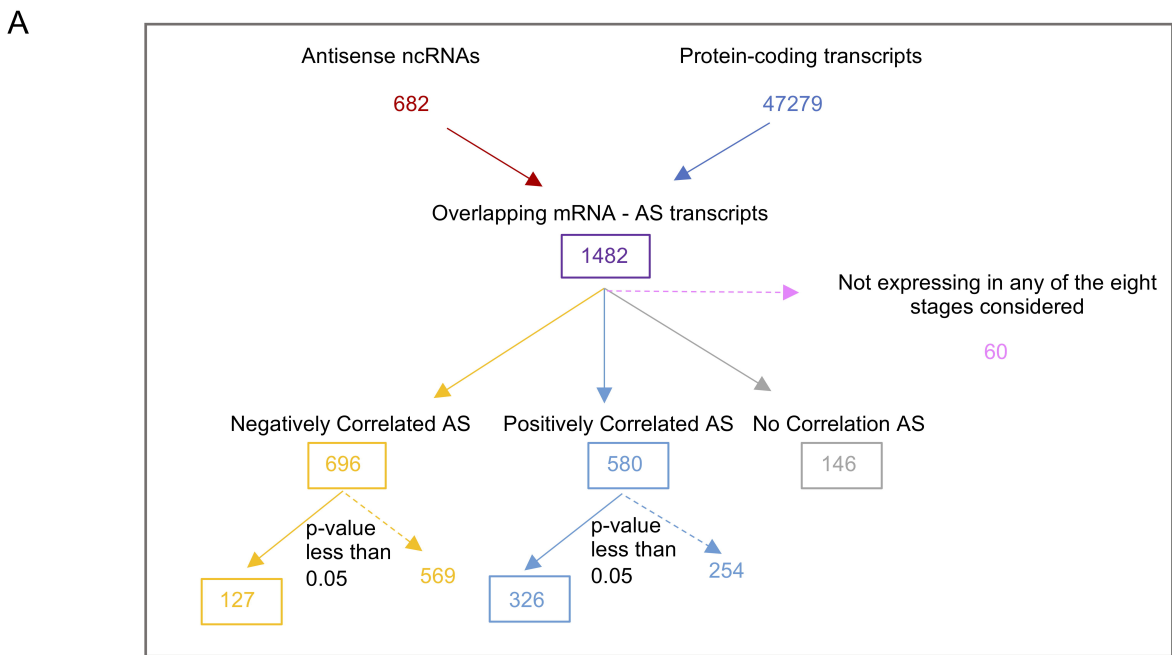 A
Antisense ncRNAs
Protein-coding transcripts
682
47279
Overlapping mRNA - AS transcripts
1482
Not expressing in any of the eight
stages considered
60
Negatively Correlated AS
Positively Correlated AS
No Correlation AS
696
580
146
p-value
less than
0.05
569
127
p-value
less than
0.05
254
326